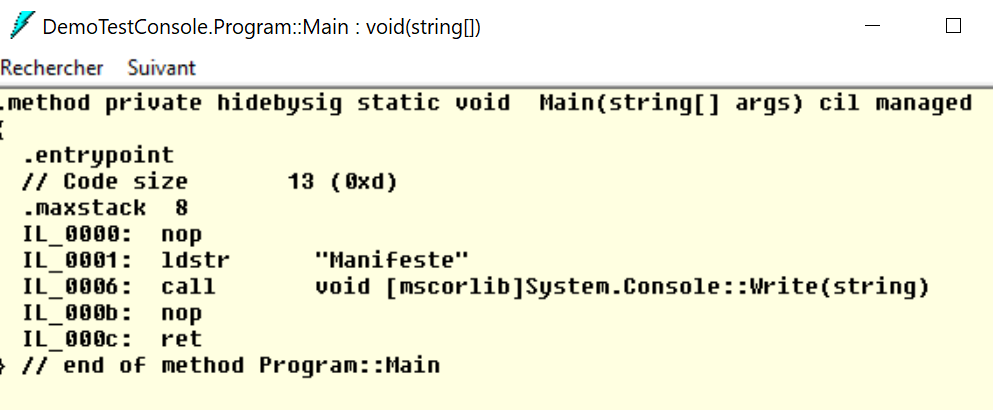 DemoTestConsole.Program::Main : void(string[])
Rechercher Suivant
.method private hidebysig static void  Main(string[] args) cil managed
{
  .entrypoint
  // Code size       13 (0xd)
  .maxstack  8
  IL_0000:  nop
  IL_0001:  ldstr      "Manifeste"
  IL_0006:  call       void [mscorlib]System.Console::Write(string)
  IL_000b:  nop
  IL_000c:  ret
} // end of method Program::Main